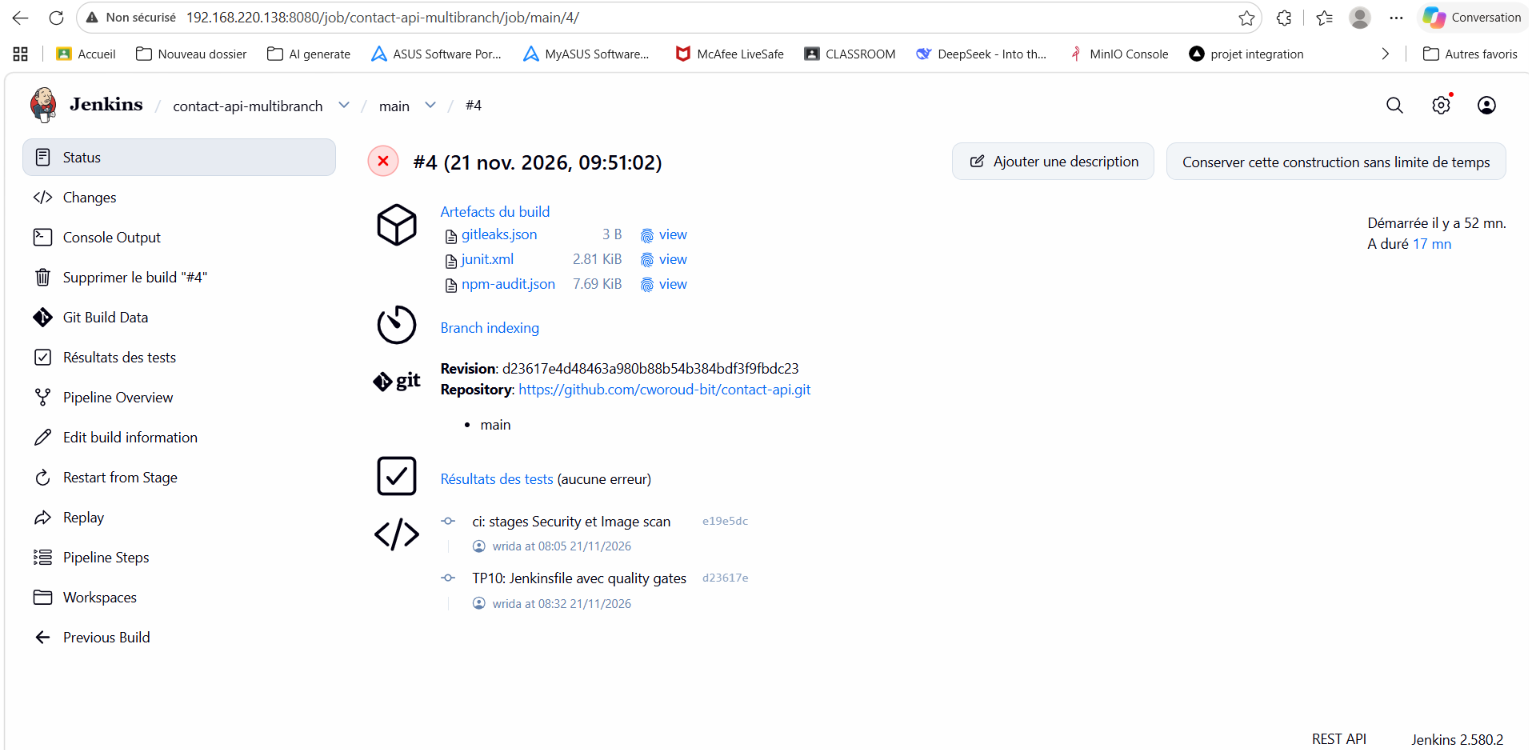 Non sécurisé 192.168.220.138:8080/job/contact-api-multibranch/job/main/4/ Conversation
Accueil Nouveau dossier AI generate ASUS Software Por... MyASUS Software... McAfee LiveSafe CLASSROOM DeepSeek - Into th... MinIO Console projet integration Autres favoris
Jenkins / contact-api-multibranch / main / #4
Status
Changes
Console Output
Supprimer le build "#4"
Git Build Data
Résultats des tests
Pipeline Overview
Edit build information
Restart from Stage
Replay
Pipeline Steps
Workspaces
Previous Build
#4 (21 nov. 2026, 09:51:02)
Ajouter une description
Conserver cette construction sans limite de temps
Démarrée il y a 52 mn.
A duré 17 mn
Artefacts du build
gitleaks.json 3 B view
junit.xml 2.81 KiB view
npm-audit.json 7.69 KiB view
Branch indexing
git
Revision: d23617e4d48463a980b88b54b384bdf3f9fbdc23
Repository: https://github.com/cworoud-bit/contact-api.git
• main
Résultats des tests (aucune erreur)
ci: stages Security et Image scan e19e5dc
wrida at 08:05 21/11/2026
TP10: Jenkinsfile avec quality gates d23617e
wrida at 08:32 21/11/2026
REST API Jenkins 2.580.2